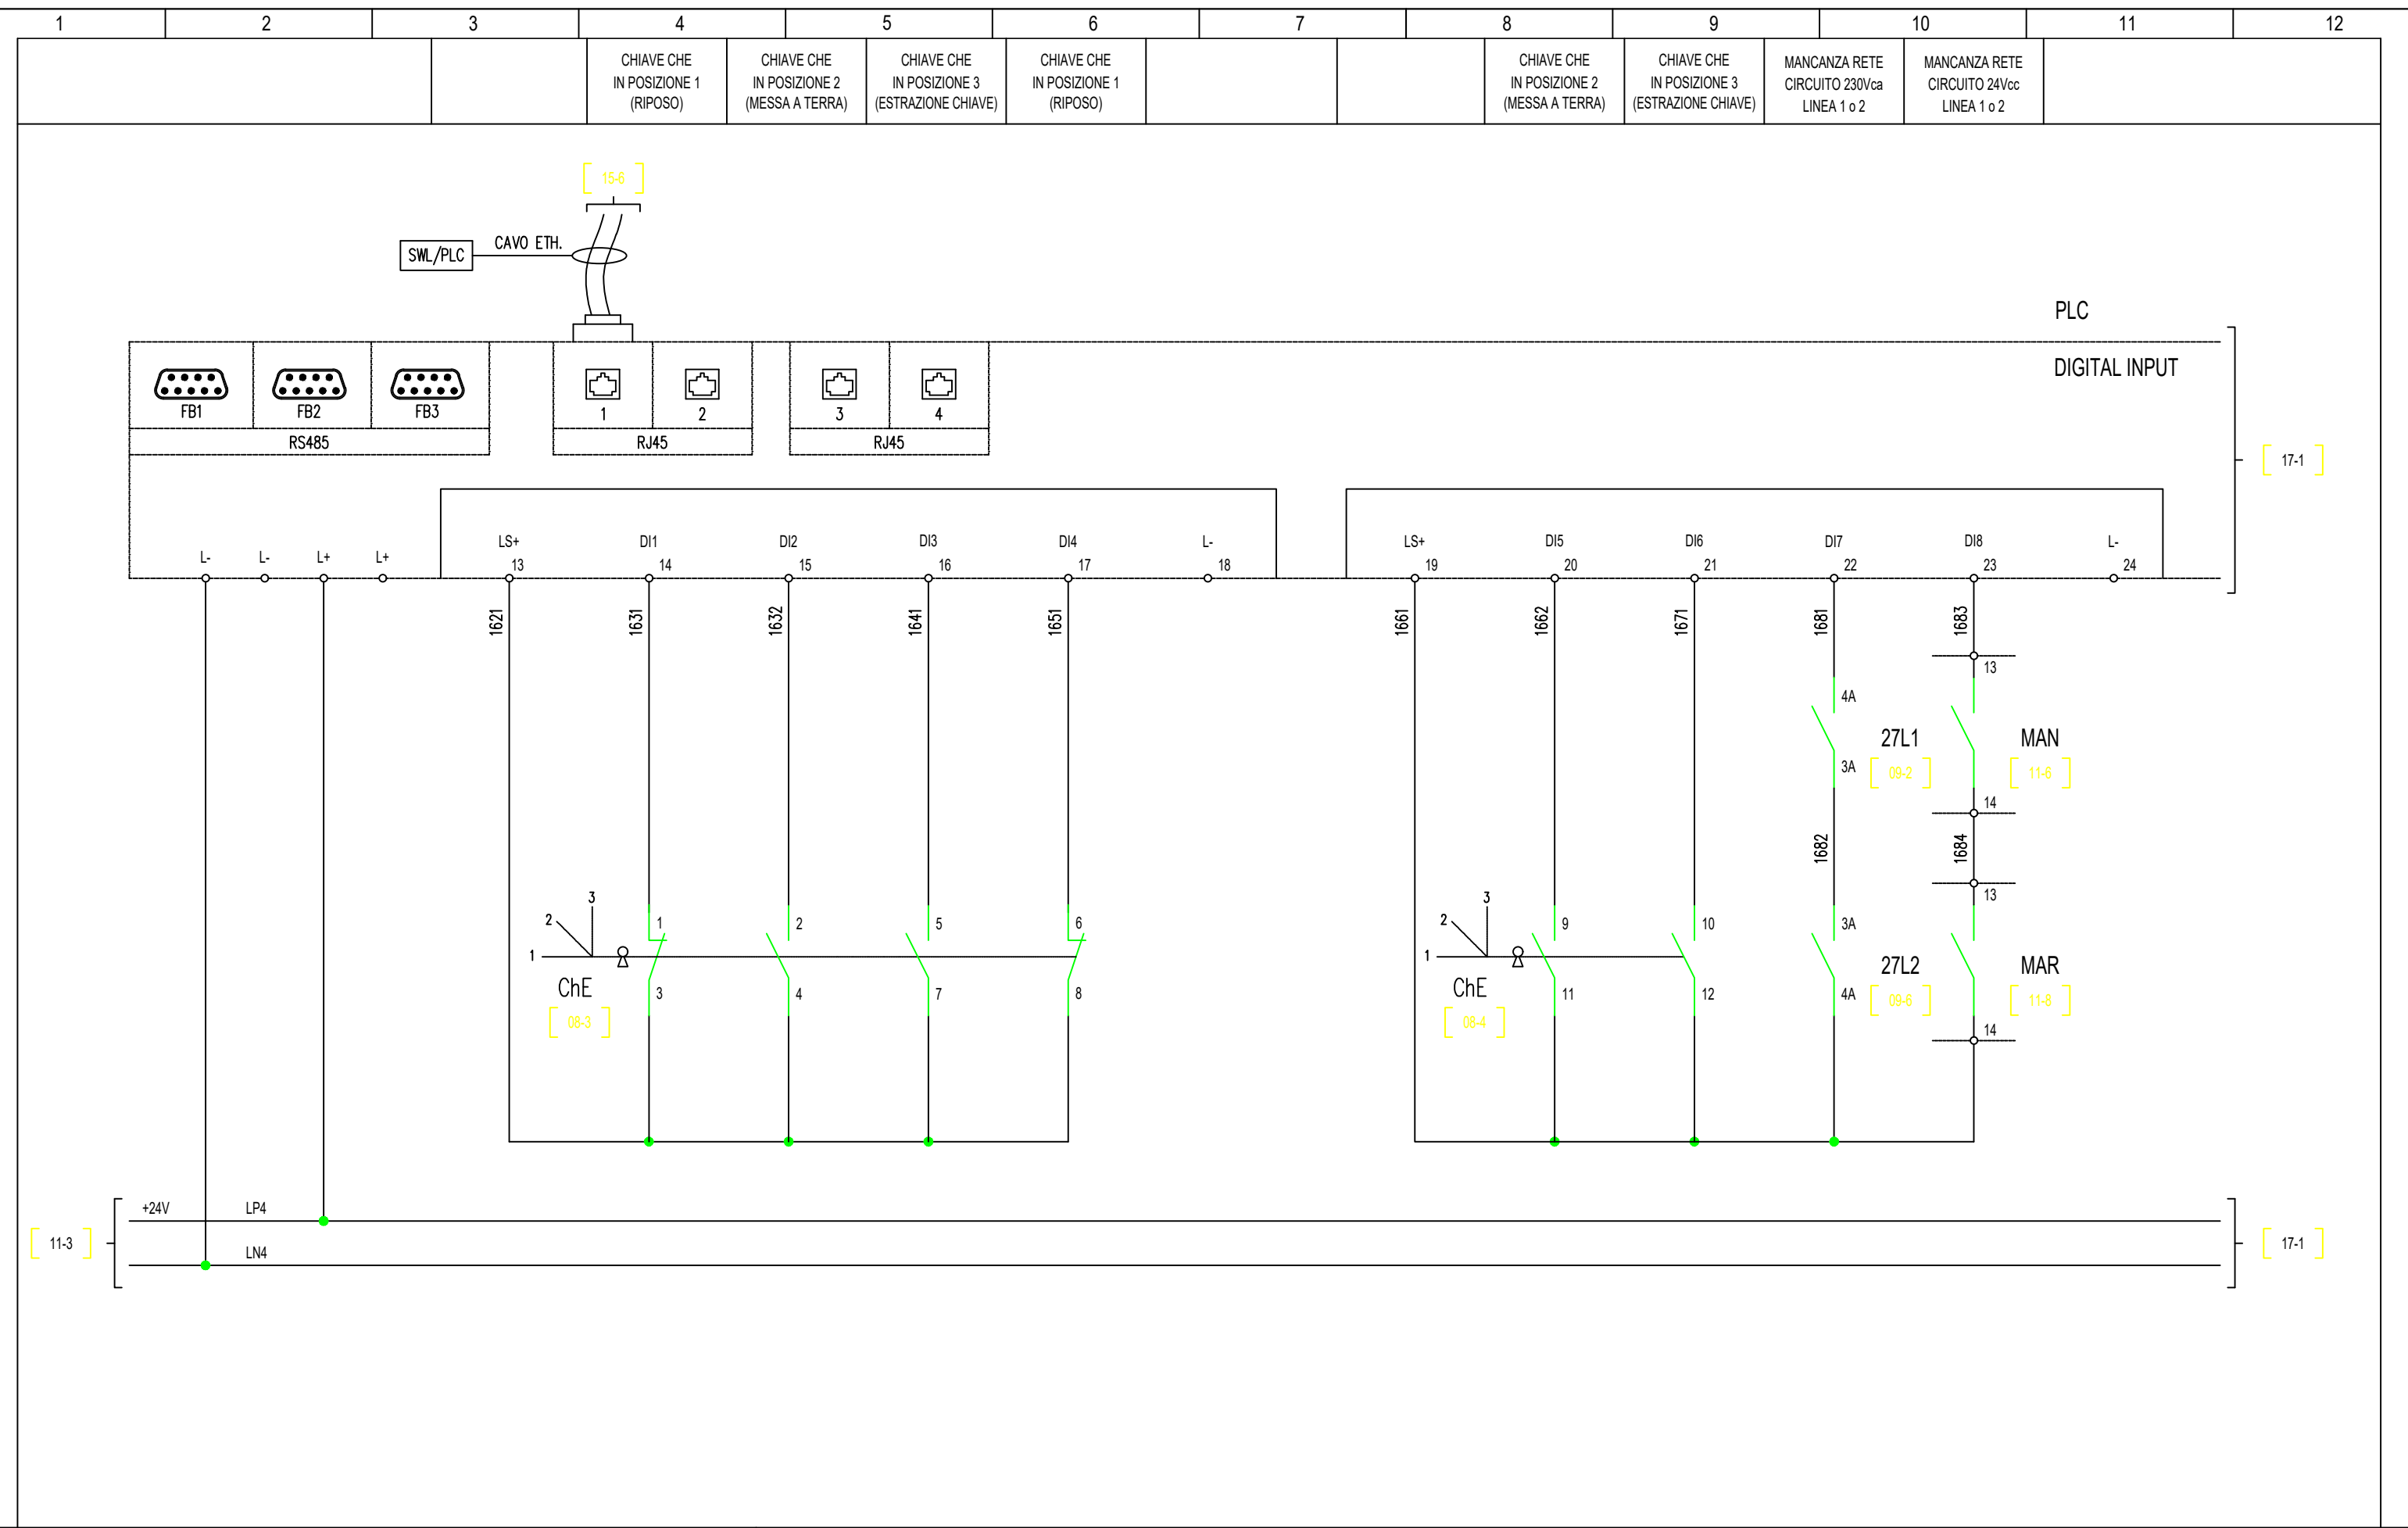 1 2 3 4 5 6 7 8 9 10 11 12
CHIAVE CHE
IN POSIZIONE 1
(RIPOSO)
CHIAVE CHE
IN POSIZIONE 2
(MESSA A TERRA)
CHIAVE CHE
IN POSIZIONE 3
(ESTRAZIONE CHIAVE)
CHIAVE CHE
IN POSIZIONE 1
(RIPOSO)
CHIAVE CHE
IN POSIZIONE 2
(MESSA A TERRA)
CHIAVE CHE
IN POSIZIONE 3
(ESTRAZIONE CHIAVE)
MANCANZA RETE
CIRCUITO 230Vca
LINEA 1 o 2
MANCANZA RETE
CIRCUITO 24Vcc
LINEA 1 o 2
15-6
SWL/PLC
CAVO ETH.
PLC
DIGITAL INPUT
FB1 FB2 FB3
RS485
1 2
RJ45
3 4
RJ45
17-1
L- L- L+ L+
LS+ DI1 DI2 DI3 DI4 L-
13 14 15 16 17 18
LS+ DI5 DI6 DI7 DI8 L-
19 20 21 22 23 24
1621 1631 1632 1641 1651
1661 1662 1671 1681 1683
13
4A
27L1
3A
09-2
MAN
11-6
14
1682
1684
13
3
2
1
ChE
08-3
1
3
2
4
5
7
6
8
3
2
1
ChE
08-4
9
11
10
12
3A
27L2
4A
09-6
MAR
11-8
14
+24V LP4
11-3
LN4
17-1